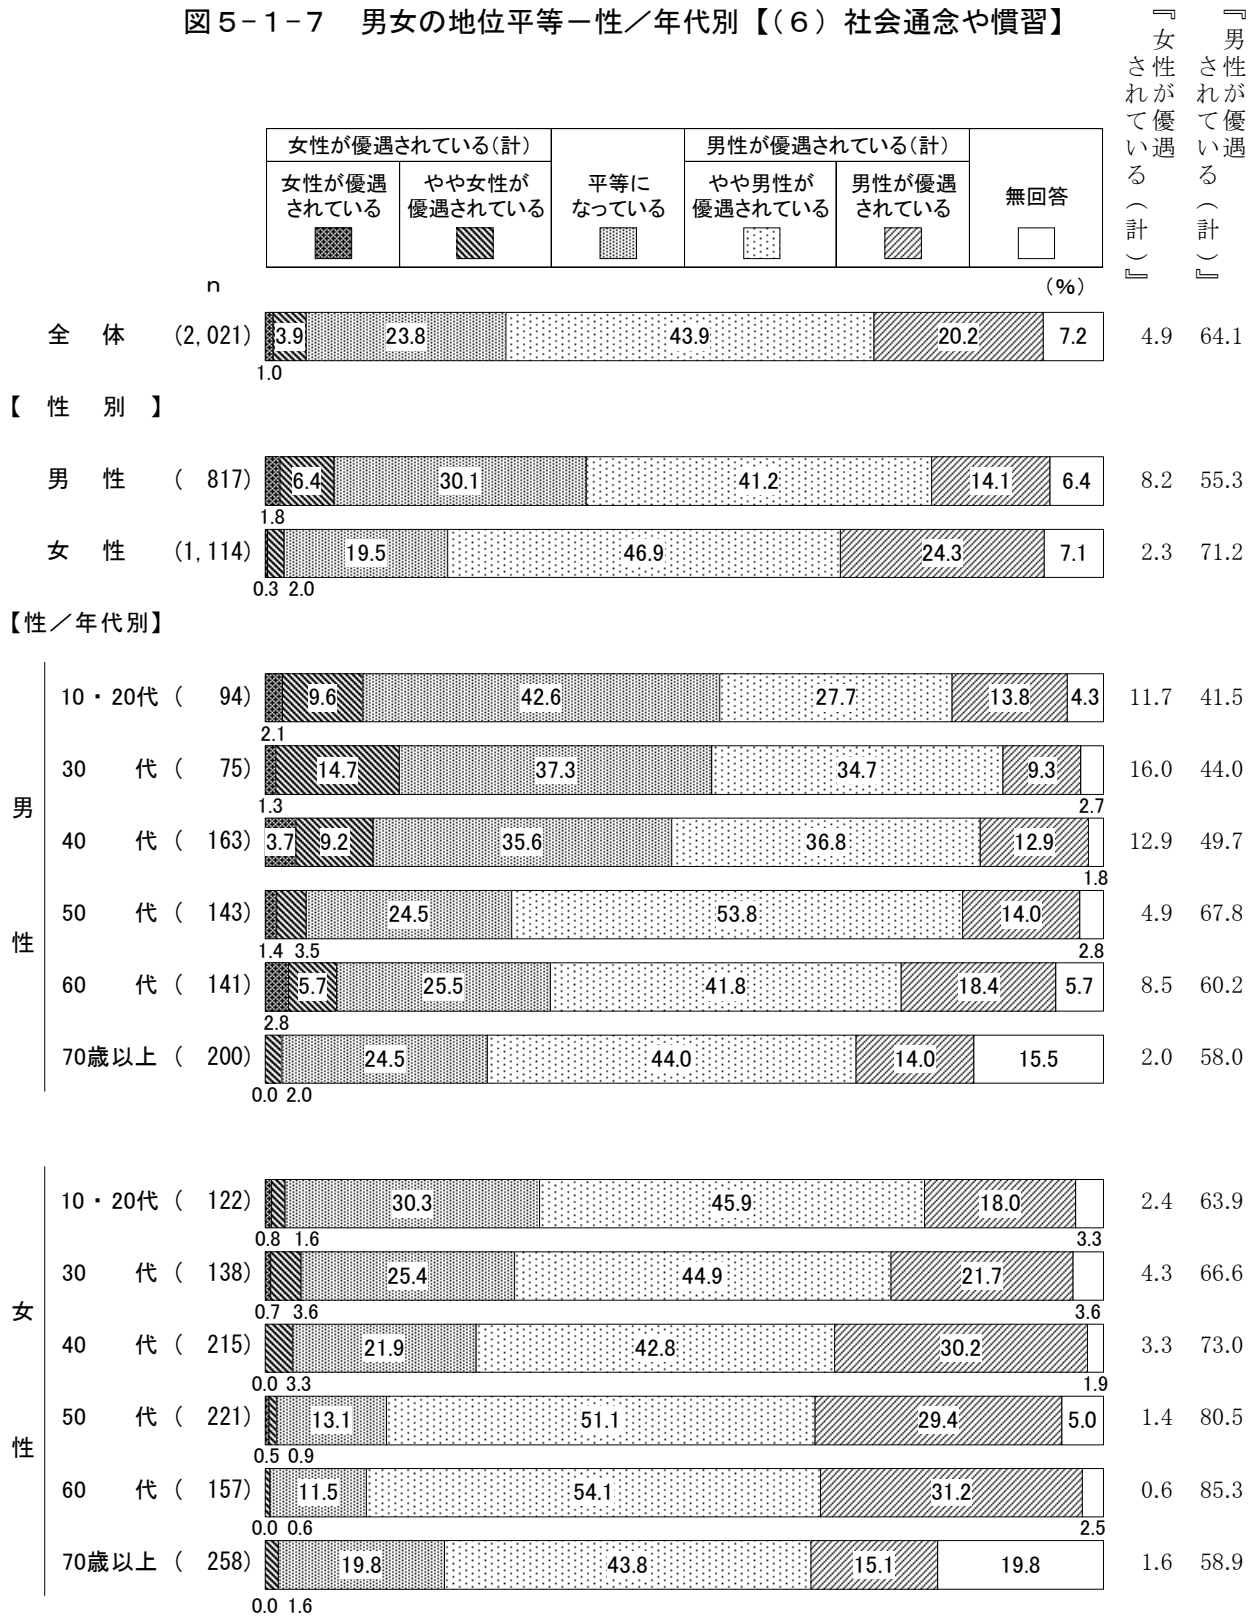 図５-１-７　男女の地位平等－性／年代別【（６）社会通念や慣習】
『女性が優遇されている（計）』
『男性が優遇されている（計）』
女性が優遇されている（計）
男性が優遇されている（計）
女性が優遇されている
やや女性が優遇されている
平等になっている
やや男性が優遇されている
男性が優遇されている
無回答
n （％）
全 体 (2,021) 1.0 3.9 23.8 43.9 20.2 7.2 4.9 64.1
【 性 別 】
男 性 ( 817) 1.8 6.4 30.1 41.2 14.1 6.4 8.2 55.3
女 性 (1,114) 0.3 2.0 19.5 46.9 24.3 7.1 2.3 71.2
【性／年代別】
男 性
10・20代 ( 94) 2.1 9.6 42.6 27.7 13.8 4.3 11.7 41.5
30 代 ( 75) 1.3 14.7 37.3 34.7 9.3 2.7 16.0 44.0
40 代 ( 163) 3.7 9.2 35.6 36.8 12.9 1.8 12.9 49.7
50 代 ( 143) 1.4 3.5 24.5 53.8 14.0 2.8 4.9 67.8
60 代 ( 141) 2.8 5.7 25.5 41.8 18.4 5.7 8.5 60.2
70歳以上 ( 200) 0.0 2.0 24.5 44.0 14.0 15.5 2.0 58.0
女 性
10・20代 ( 122) 0.8 1.6 30.3 45.9 18.0 3.3 2.4 63.9
30 代 ( 138) 0.7 3.6 25.4 44.9 21.7 3.6 4.3 66.6
40 代 ( 215) 0.0 3.3 21.9 42.8 30.2 1.9 3.3 73.0
50 代 ( 221) 0.5 0.9 13.1 51.1 29.4 5.0 1.4 80.5
60 代 ( 157) 0.0 0.6 11.5 54.1 31.2 2.5 0.6 85.3
70歳以上 ( 258) 0.0 1.6 19.8 43.8 15.1 19.8 1.6 58.9